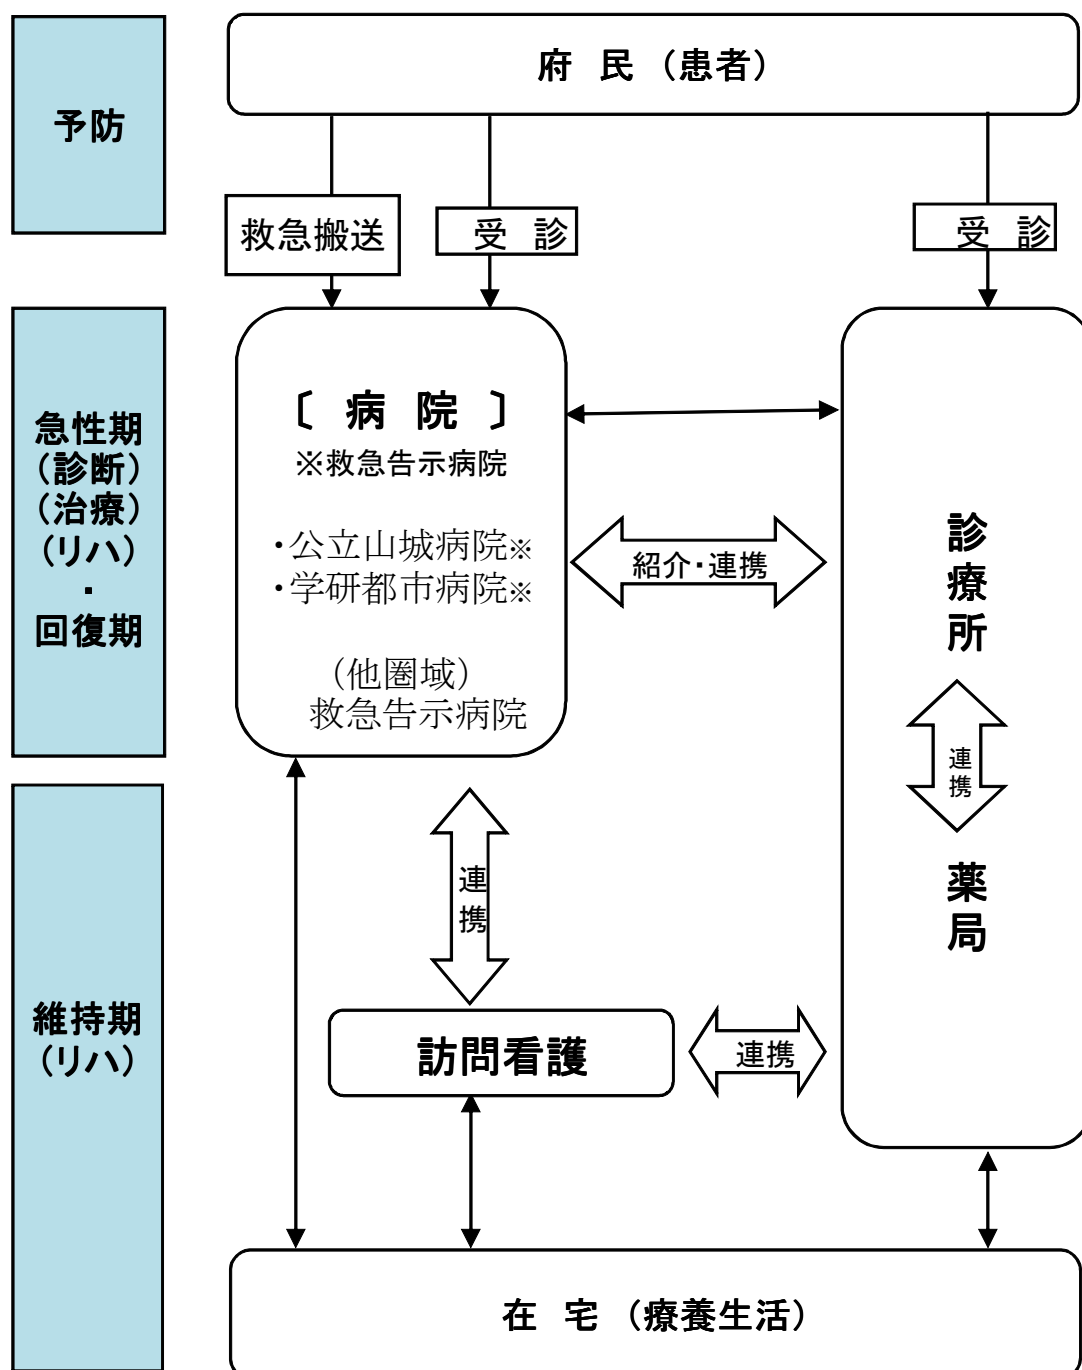 予防
府 民 （患者）
救急搬送
受 診
受 診
急性期
（診断）
（治療）
（リハ）
・
回復期
〔 病 院 〕
※救急告示病院
・公立山城病院※
・学研都市病院※
（他圏域）
救急告示病院
紹介・連携
診
療
所
連
携
薬
局
維持期
（リハ）
連
携
訪問看護
連携
在 宅 （療養生活）